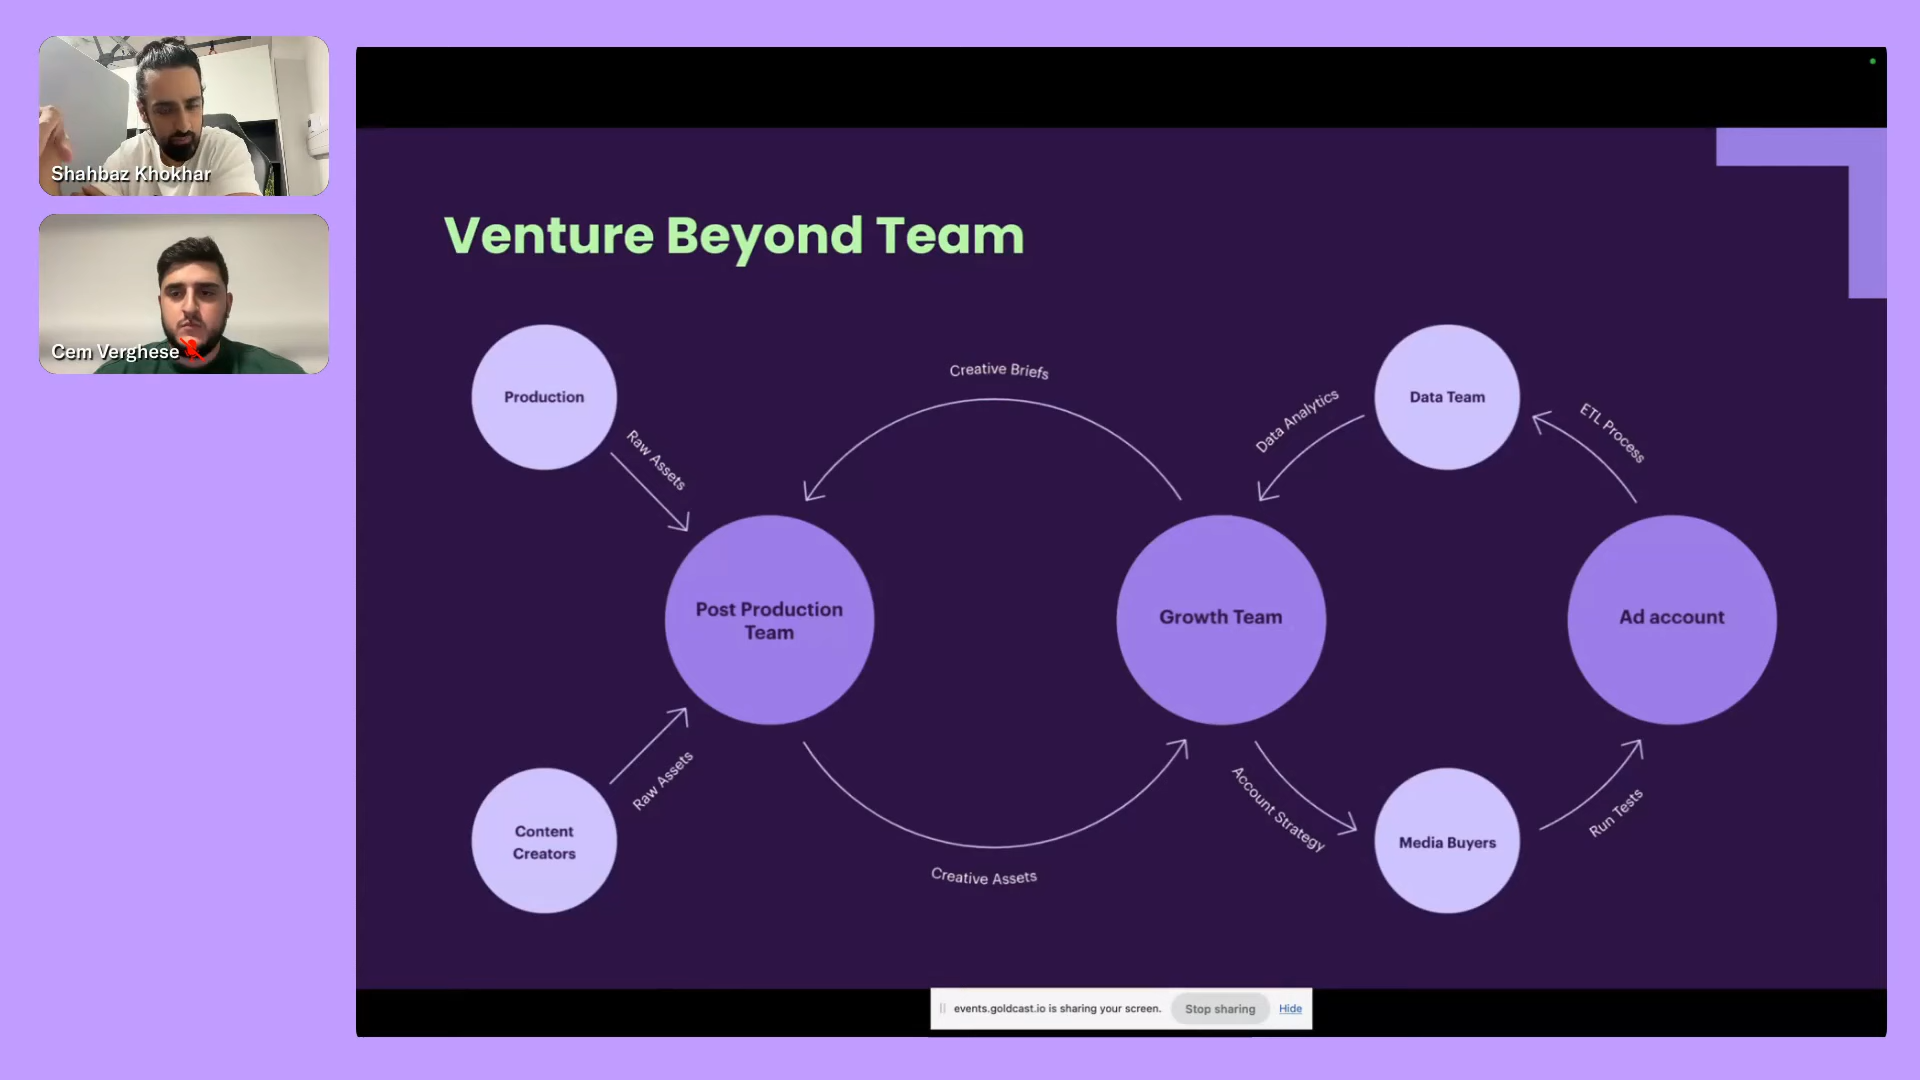 Shahbaz Khokhar
Cem Verghese
Venture Beyond Team
Production
Raw Assets
Creative Briefs
Data Analytics
Data Team
ETL Process
Post Production
Team
Growth Team
Ad account
Content
Creators
Raw Assets
Creative Assets
Account Strategy
Media Buyers
Run Tests
events.goldcast.io is sharing your screen.
Stop sharing
Hide